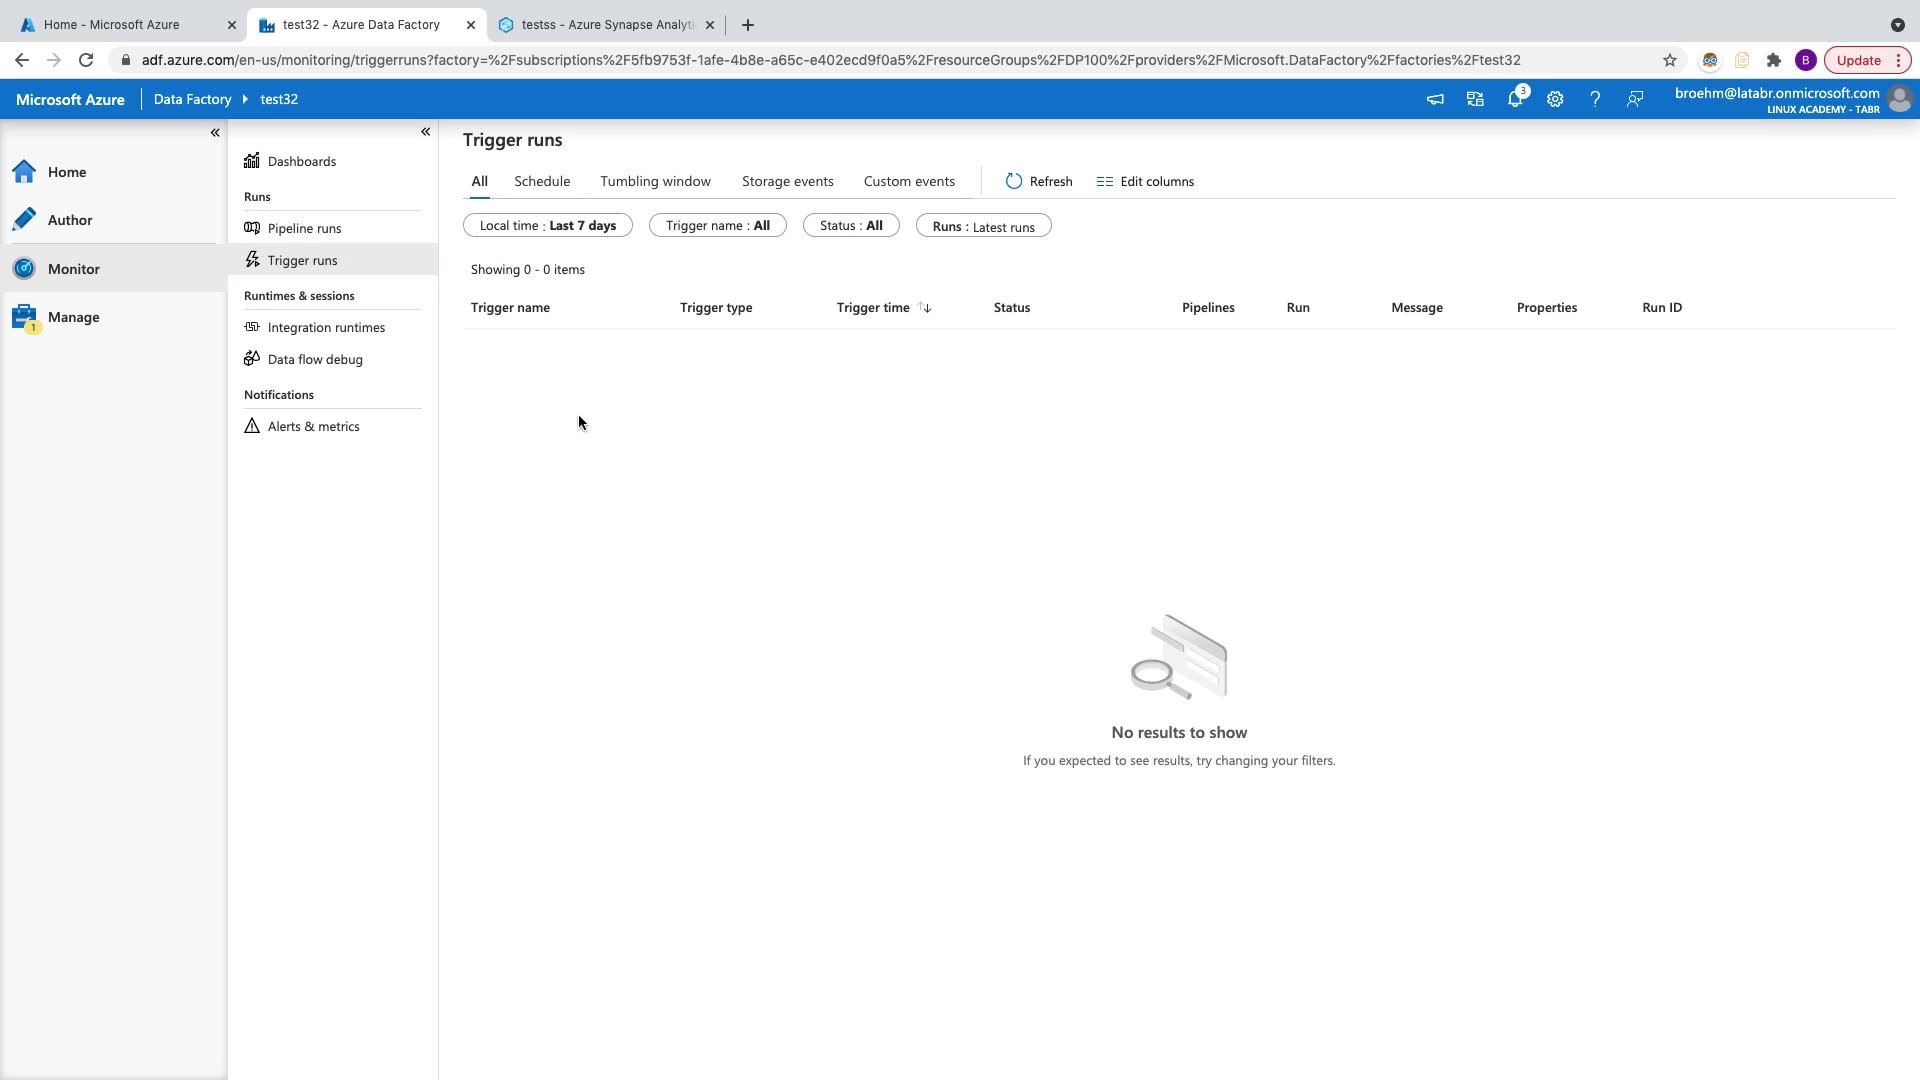 Home - Microsoft Azure
test32 - Azure Data Factory
testss - Azure Synapse Analyti
adf.azure.com/en-us/monitoring/triggerruns?factory=%2Fsubscriptions%2F5fb9753f-1afe-4b8e-a65c-e402ecd9f0a5%2FresourceGroups%2FDP100%2Fproviders%2FMicrosoft.DataFactory%2Ffactories%2Ftest32
B
Update
Microsoft Azure
Data Factory
test32
3
broehm@latabr.onmicrosoft.com
LINUX ACADEMY - TABR
Home
Author
Monitor
Manage
1
Dashboards
Runs
Pipeline runs
Trigger runs
Runtimes & sessions
Integration runtimes
Data flow debug
Notifications
Alerts & metrics
Trigger runs
All Schedule Tumbling window Storage events Custom events Refresh Edit columns
Local time : Last 7 days Trigger name : All Status : All Runs : Latest runs
Showing 0 - 0 items
Trigger name Trigger type Trigger time Status Pipelines Run Message Properties Run ID
No results to show
If you expected to see results, try changing your filters.